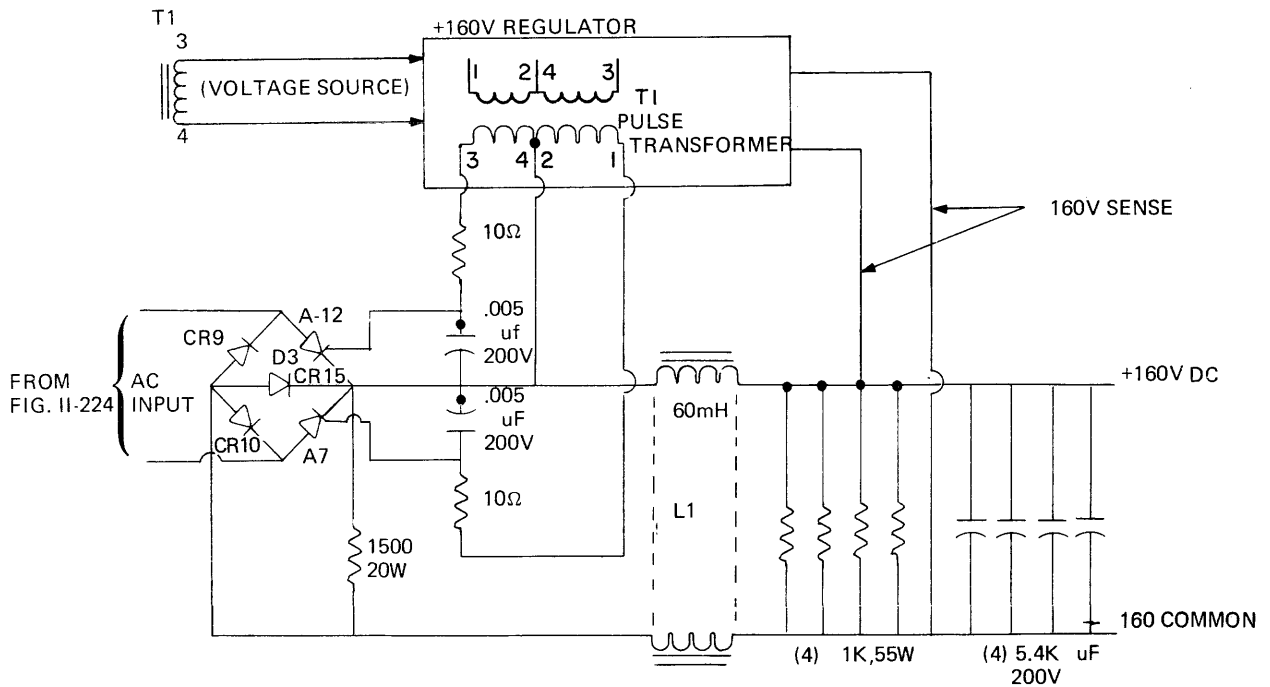 T1
3
(VOLTAGE SOURCE)
4
+160V REGULATOR
1 2 4 3
T1
PULSE
TRANSFORMER
3 4 2 1
160V SENSE
10Ω
.005
uf
200V
A-12
CR9
D3
CR15
FROM
FIG. II-224
AC
INPUT
CR10
A7
.005
uF
200V
10Ω
1500
20W
60mH
L1
+160V DC
160 COMMON
(4) 1K,55W
(4) 5.4K uF
200V